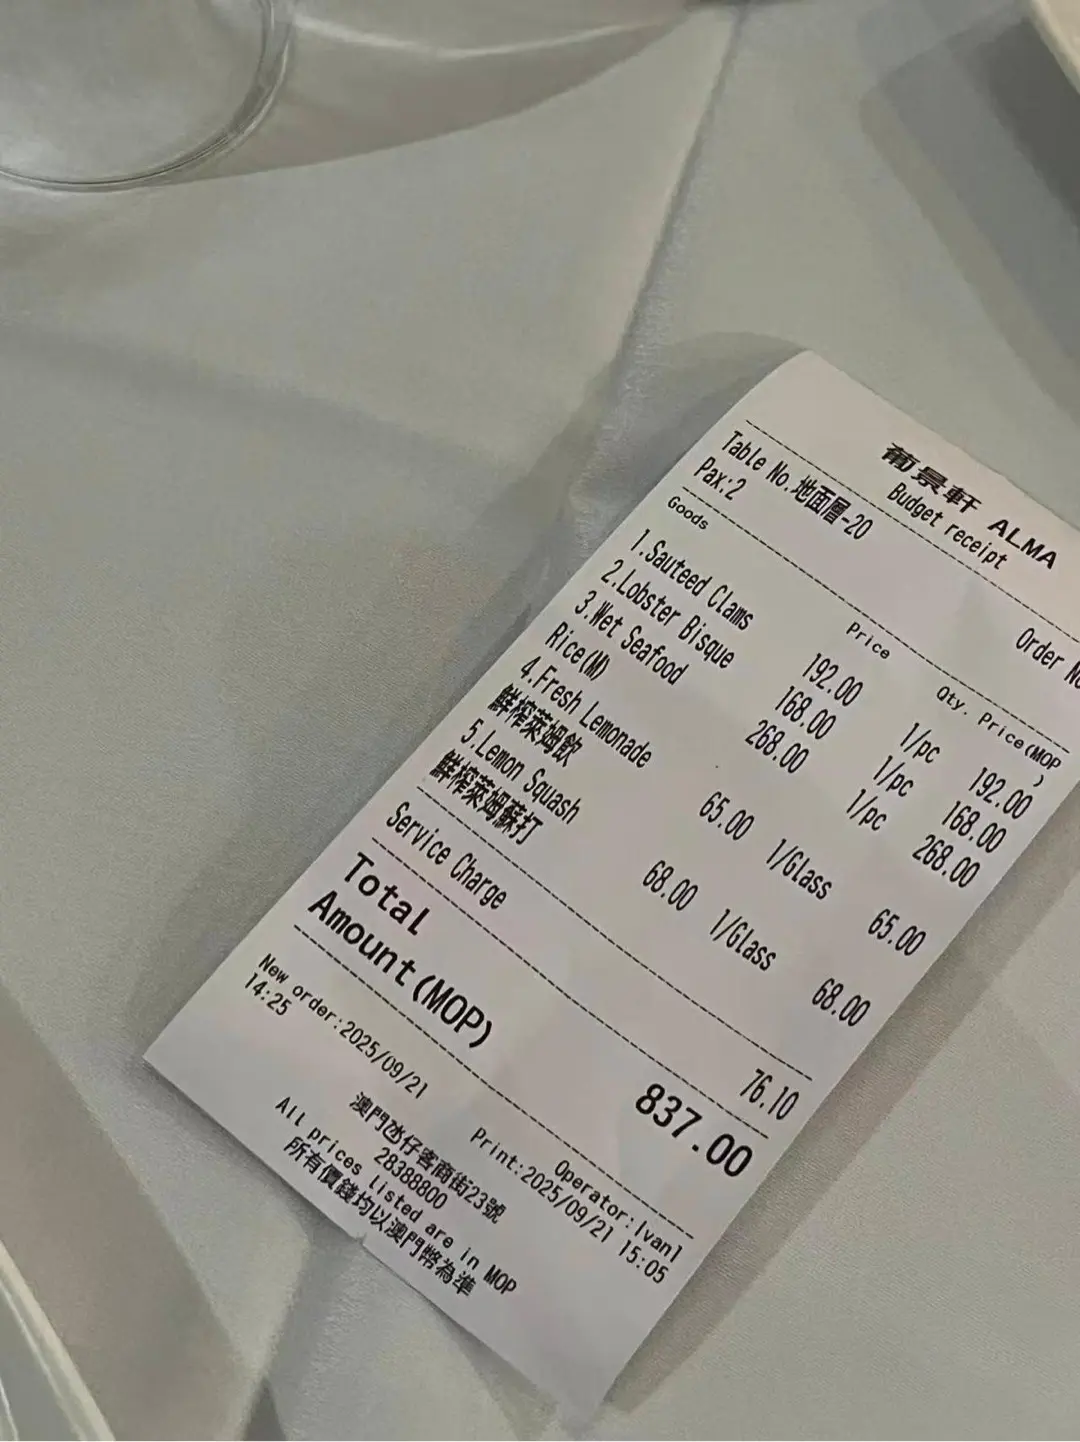 葡景軒 ALMA
Budget receipt
Order
Table No.地面層-20
Pax:2
Goods Price Qty. Price(MOP)
1.Sauteed Clams 192.00 1/pc 192.00
2.Lobster Bisque 168.00 1/pc 168.00
3.Wet Seafood 268.00 1/pc 268.00
Rice(M)
4.Fresh Lemonade 65.00 1/Glass 65.00
鮮榨萊姆飲
5.Lemon Squash 68.00 1/Glass 68.00
鮮榨萊姆蘇打
Service Charge 76.10
Total
Amount(MOP) 837.00
Operator:Ivan1
New order:2025/09/21 Print:2025/09/21 15:05
14:25
澳門氹仔客商街23號
28388800
All prices listed are in MOP
所有價錢均以澳門幣為準